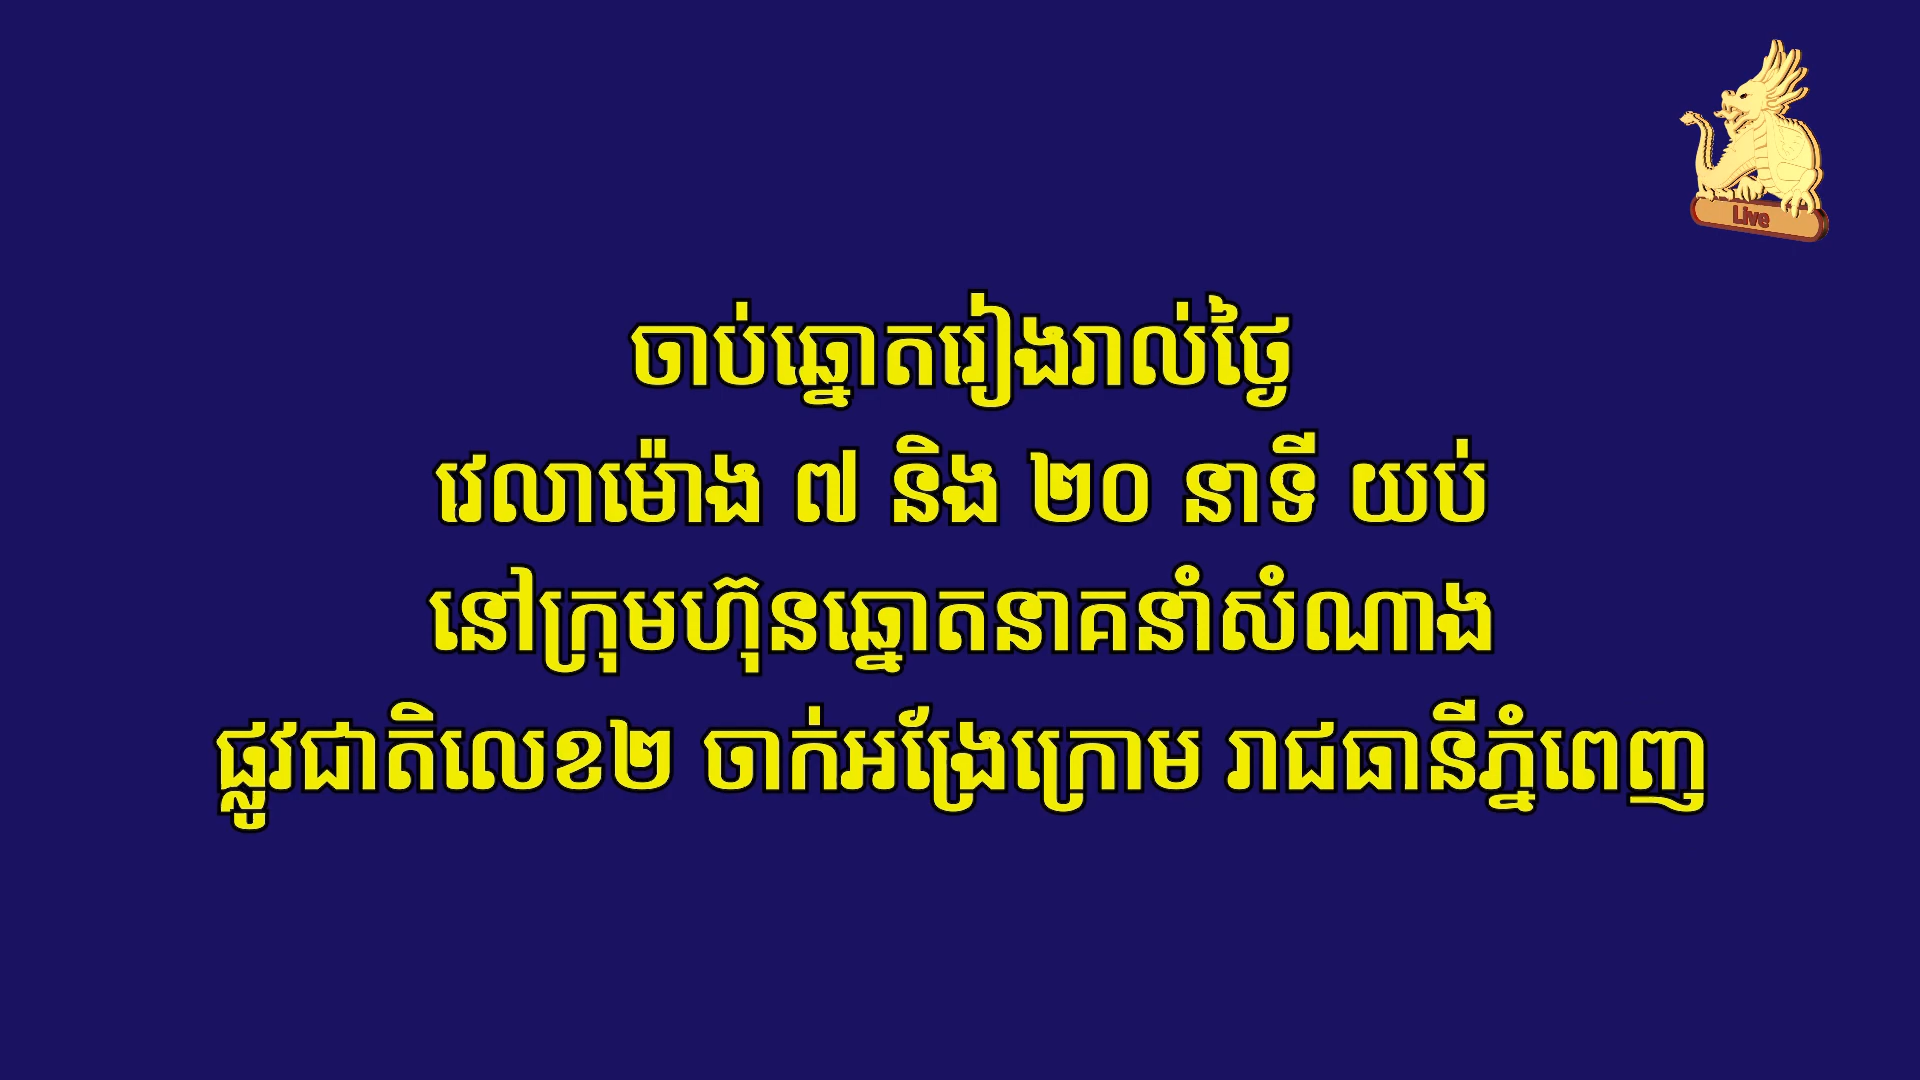 Live
ចាប់ឆ្នោតរៀងរាល់ថ្ងៃ
វេលាម៉ោង ៧ និង ២០ នាទី យប់
នៅក្រុមហ៊ុនឆ្នោតនាគនាំសំណាង
ផ្លូវជាតិលេខ២ ចាក់អង្រែក្រោម រាជធានីភ្នំពេញ